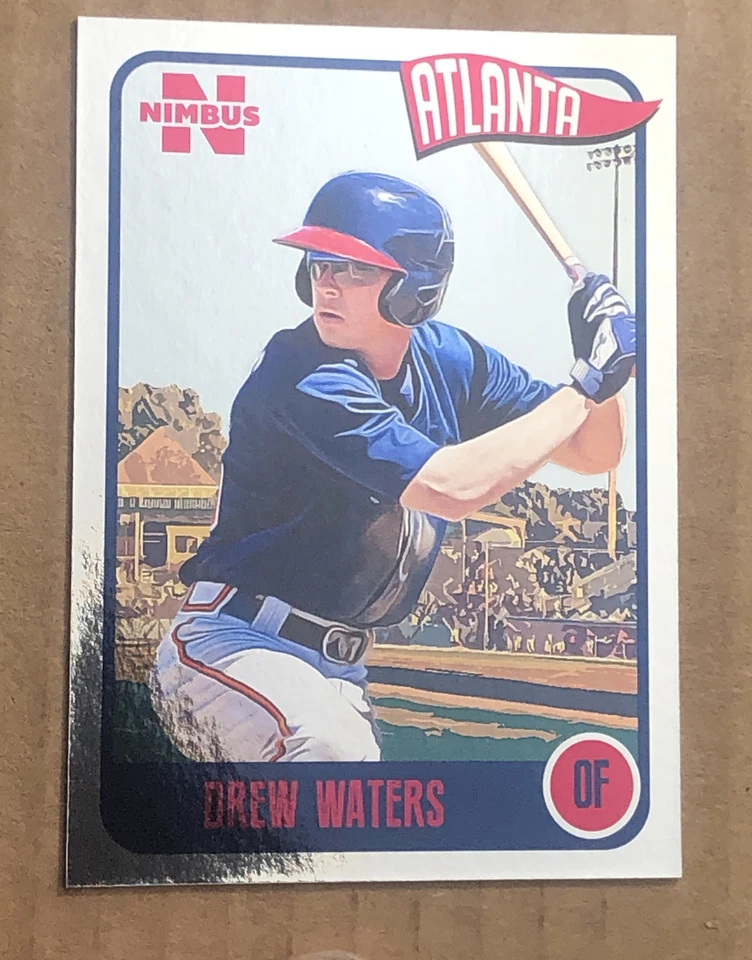 N
NIMBUS
ATLANTA
DREW WATERS
OF